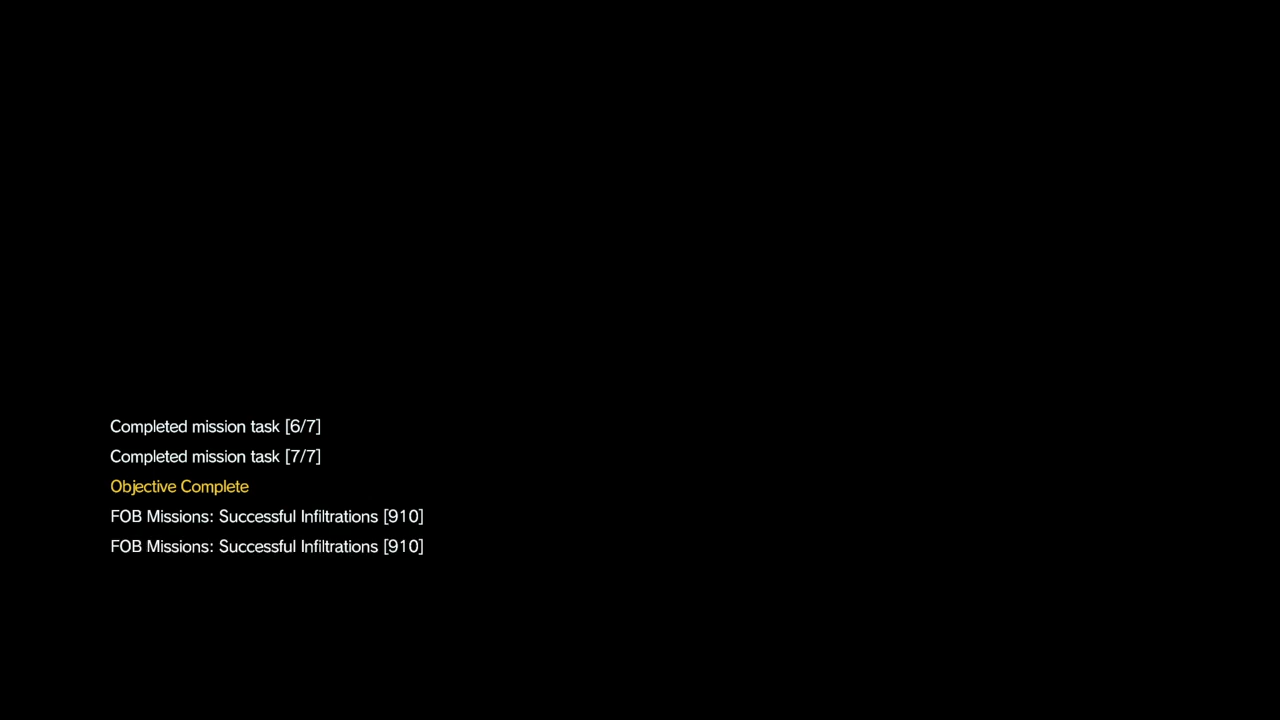 Completed mission task [6/7]
Completed mission task [7/7]
Objective Complete
FOB Missions: Successful Infiltrations [910]
FOB Missions: Successful Infiltrations [910]